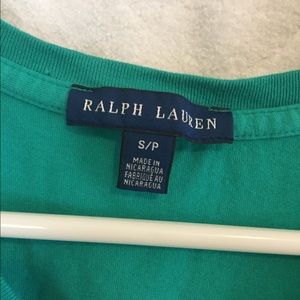 RALPH LAUREN
S/P
MADE IN
NICARAGUA
FABRIQUÉ AU
NICARAGUA